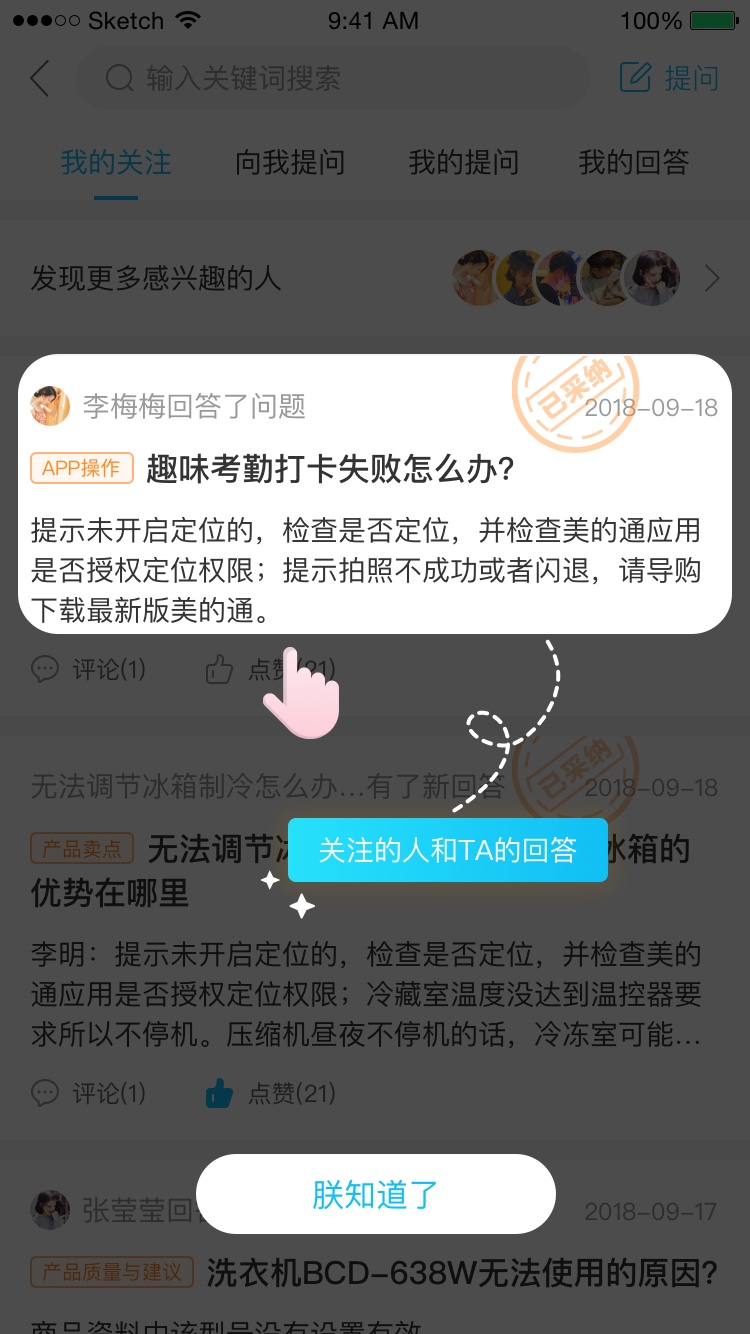 Sketch 9:41 AM 100%
输入关键词搜索 提问
我的关注 向我提问 我的提问 我的回答
发现更多感兴趣的人
李梅梅回答了问题 已采纳 2018-09-18
APP操作 趣味考勤打卡失败怎么办?
提示未开启定位的，检查是否定位，并检查美的通应用
是否授权定位权限；提示拍照不成功或者闪退，请导购
下载最新版美的通。
评论(1) 点赞(21)
无法调节冰箱制冷怎么办...有了新回答 已采纳 2018-09-18
产品卖点 无法调节 冰箱的
关注的人和TA的回答
优势在哪里
李明：提示未开启定位的，检查是否定位，并检查美的
通应用是否授权定位权限；冷藏室温度没达到温控器要
求所以不停机。压缩机昼夜不停机的话，冷冻室可能...
评论(1) 点赞(21)
朕知道了
张莹莹回 2018-09-17
产品质量与建议 洗衣机BCD-638W无法使用的原因?